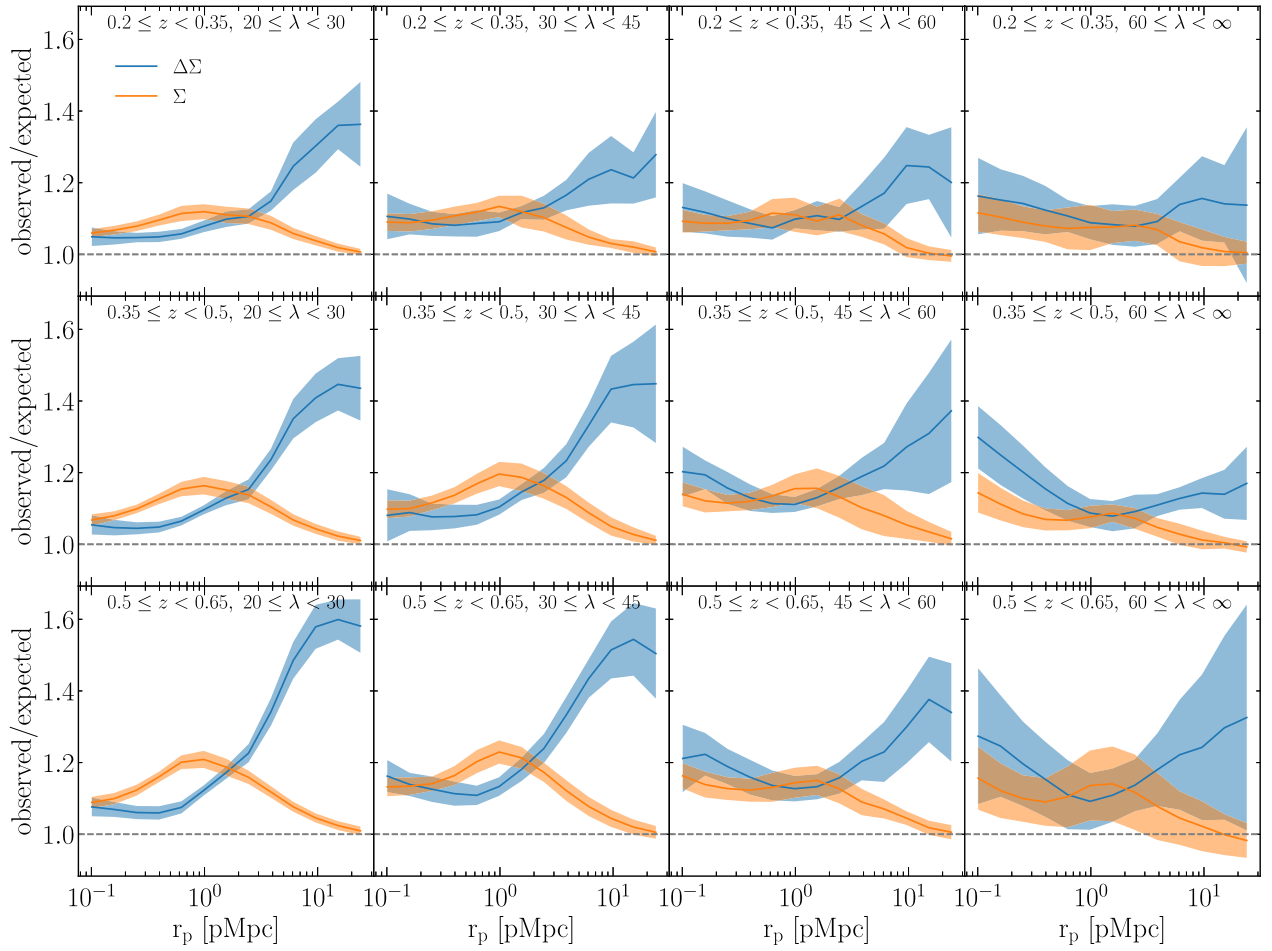 0.2 ≤ z < 0.35, 20 ≤ λ < 30
0.2 ≤ z < 0.35, 30 ≤ λ < 45
0.2 ≤ z < 0.35, 45 ≤ λ < 60
0.2 ≤ z < 0.35, 60 ≤ λ < ∞
ΔΣ
Σ
observed/expected
1.6
1.4
1.2
1.0
0.35 ≤ z < 0.5, 20 ≤ λ < 30
0.35 ≤ z < 0.5, 30 ≤ λ < 45
0.35 ≤ z < 0.5, 45 ≤ λ < 60
0.35 ≤ z < 0.5, 60 ≤ λ < ∞
observed/expected
1.6
1.4
1.2
1.0
0.5 ≤ z < 0.65, 20 ≤ λ < 30
0.5 ≤ z < 0.65, 30 ≤ λ < 45
0.5 ≤ z < 0.65, 45 ≤ λ < 60
0.5 ≤ z < 0.65, 60 ≤ λ < ∞
observed/expected
1.6
1.4
1.2
1.0
10⁻¹ 10⁰ 10¹
10⁻¹ 10⁰ 10¹
10⁻¹ 10⁰ 10¹
10⁻¹ 10⁰ 10¹
rₚ [pMpc]
rₚ [pMpc]
rₚ [pMpc]
rₚ [pMpc]